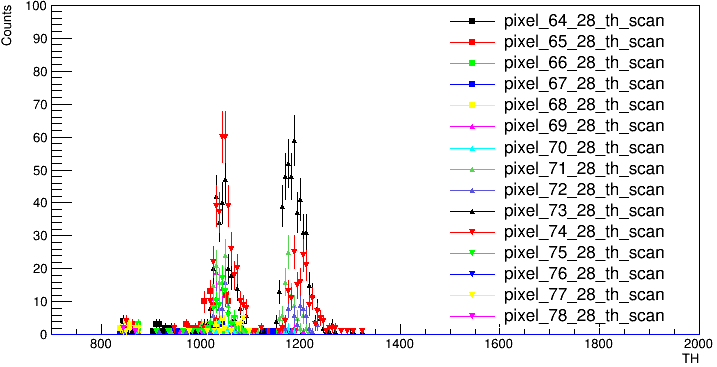 Counts
100
90
80
70
60
50
40
30
20
10
0
800
1000
1200
1400
1600
1800
2000
TH
pixel_64_28_th_scan
pixel_65_28_th_scan
pixel_66_28_th_scan
pixel_67_28_th_scan
pixel_68_28_th_scan
pixel_69_28_th_scan
pixel_70_28_th_scan
pixel_71_28_th_scan
pixel_72_28_th_scan
pixel_73_28_th_scan
pixel_74_28_th_scan
pixel_75_28_th_scan
pixel_76_28_th_scan
pixel_77_28_th_scan
pixel_78_28_th_scan